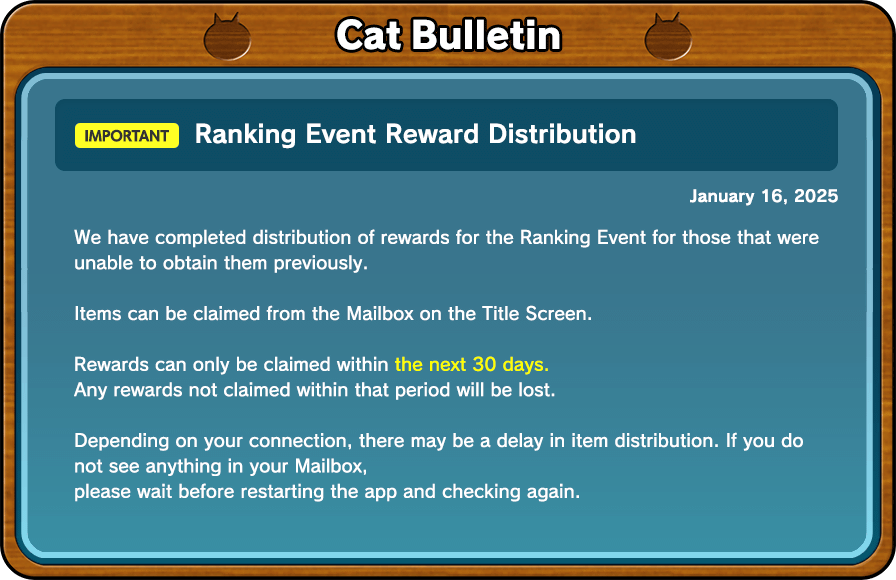 Cat Bulletin
IMPORTANT Ranking Event Reward Distribution
January 16, 2025
We have completed distribution of rewards for the Ranking Event for those that were
unable to obtain them previously.
Items can be claimed from the Mailbox on the Title Screen.
Rewards can only be claimed within the next 30 days.
Any rewards not claimed within that period will be lost.
Depending on your connection, there may be a delay in item distribution. If you do
not see anything in your Mailbox,
please wait before restarting the app and checking again.